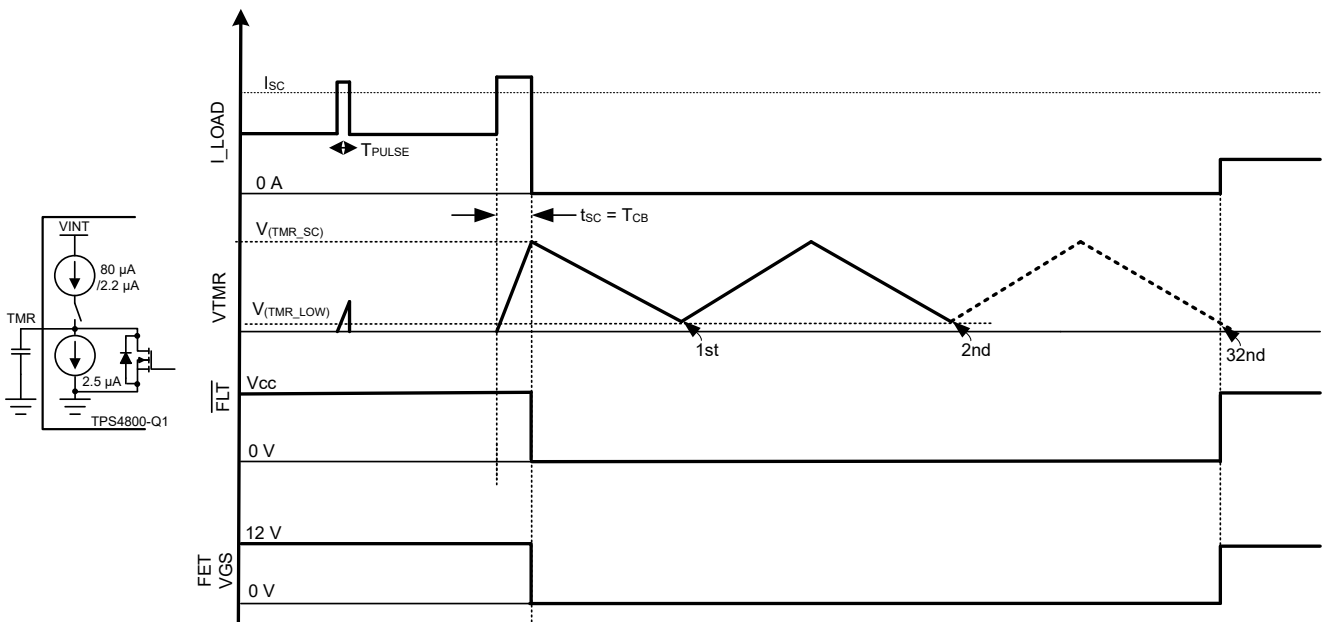 VINT
80 µA
/2.2 µA
TMR
2.5 µA
TPS4800-Q1
I_LOAD
ISC
TPULSE
0 A
tSC = TCB
VTMR
V(TMR_SC)
V(TMR_LOW)
1st
2nd
32nd
FLT
Vcc
0 V
FET
VGS
12 V
0 V